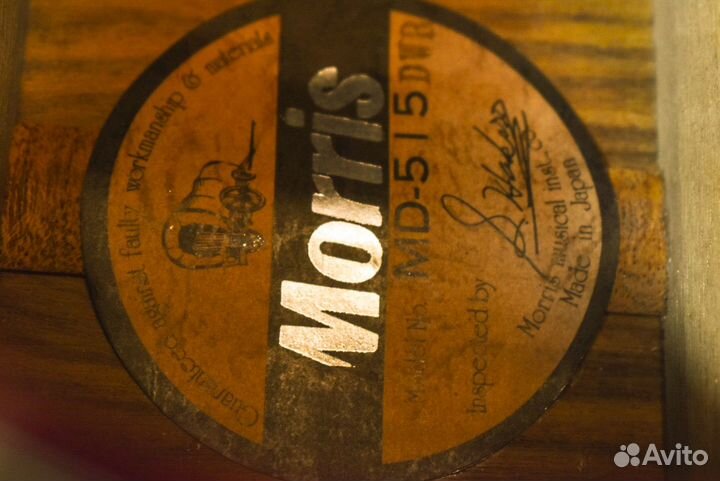 Guaranteed against faulty workmanship & materials
Morris
Model No. MD-515DWR
Inspected by
Morris musical inst. co
Made in Japan
Avito